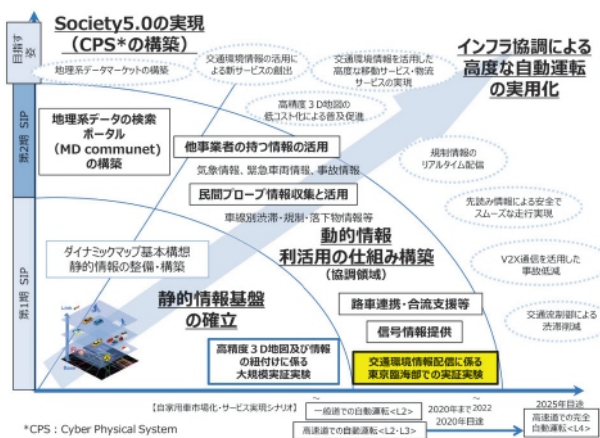 Society5.0の実現
（CPS*の構築）
目指す
姿
地理系データマーケットの構築
交通環境情報の活用に
よる新サービスの創出
交通環境情報を活用した
高度な移動サービス・物流
サービスの実現
インフラ協調による
高度な自動運転
の実用化
第2期 SIP
地理系データの検索
ポータル
(MD communet)
の構築
高精度３D地図の
低コスト化による普及促進
他事業者の持つ情報の活用
気象情報、緊急車両情報、事故情報
民間プローブ情報収集と活用
車線別渋滞・規制・落下物情報等
規制情報の
リアルタイム配信
先読み情報による安全で
スムーズな走行実現
第1期 SIP
ダイナミックマップ基本構想
静的情報の整備・構築
動的情報
利活用の仕組み構築
（協調領域）
V2X通信を活用した
事故低減
静的情報基盤
の確立
路車連携・合流支援等
信号情報提供
交通流制御による
渋滞削減
高精度３D地図及び情報
の紐付けに係る
大規模実証実験
交通環境情報配信に係る
東京臨海部での実証実験
【自家用車市場化・サービス実現シナリオ】
～
一般道での自動運転<L2>
高速道での自動運転<L2・L3>
～
2020年まで 2022
2020年の目途
2025年目途
高速道での完全
自動運転<L4>
*CPS：Cyber Physical System